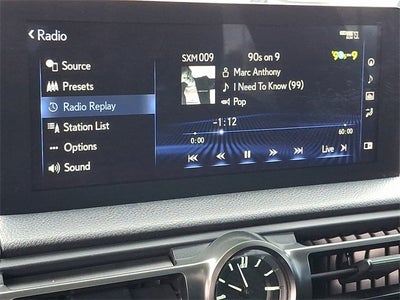 Radio
SXM 009 90s on 9
Source
Marc Anthony
Presets
I Need To Know (99)
Radio Replay
Pop
Station List
-1:12
0:00 60:00
Options
Sound
Live